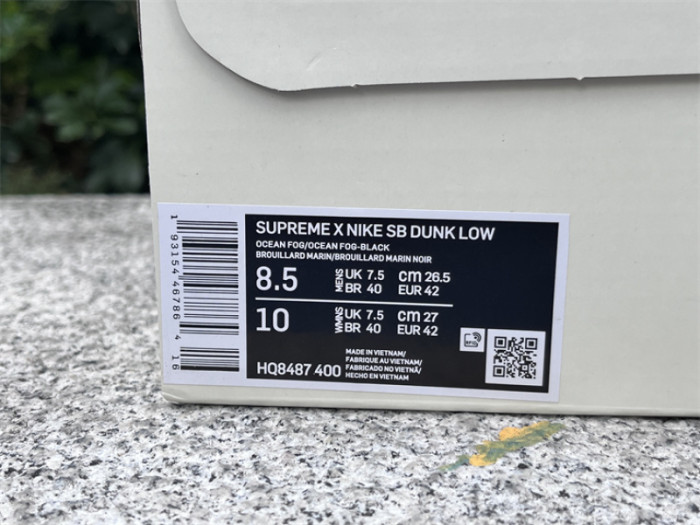 SUPREME X NIKE SB DUNK LOW
OCEAN FOG/OCEAN FOG-BLACK
BROUILLARD MARIN/BROUILLARD MARIN NOIR
8.5 MENS UK 7.5 cm 26.5
BR 40 EUR 42
10 WMNS UK 7.5 cm 27
BR 40 EUR 42
HQ8487 400
MADE IN VIETNAM/
FABRIQUE AU VIETNAM/
FABRICADO NO VIETNÃ/
HECHO EN VIETNAM
RFID
1 93154 46786 4 16